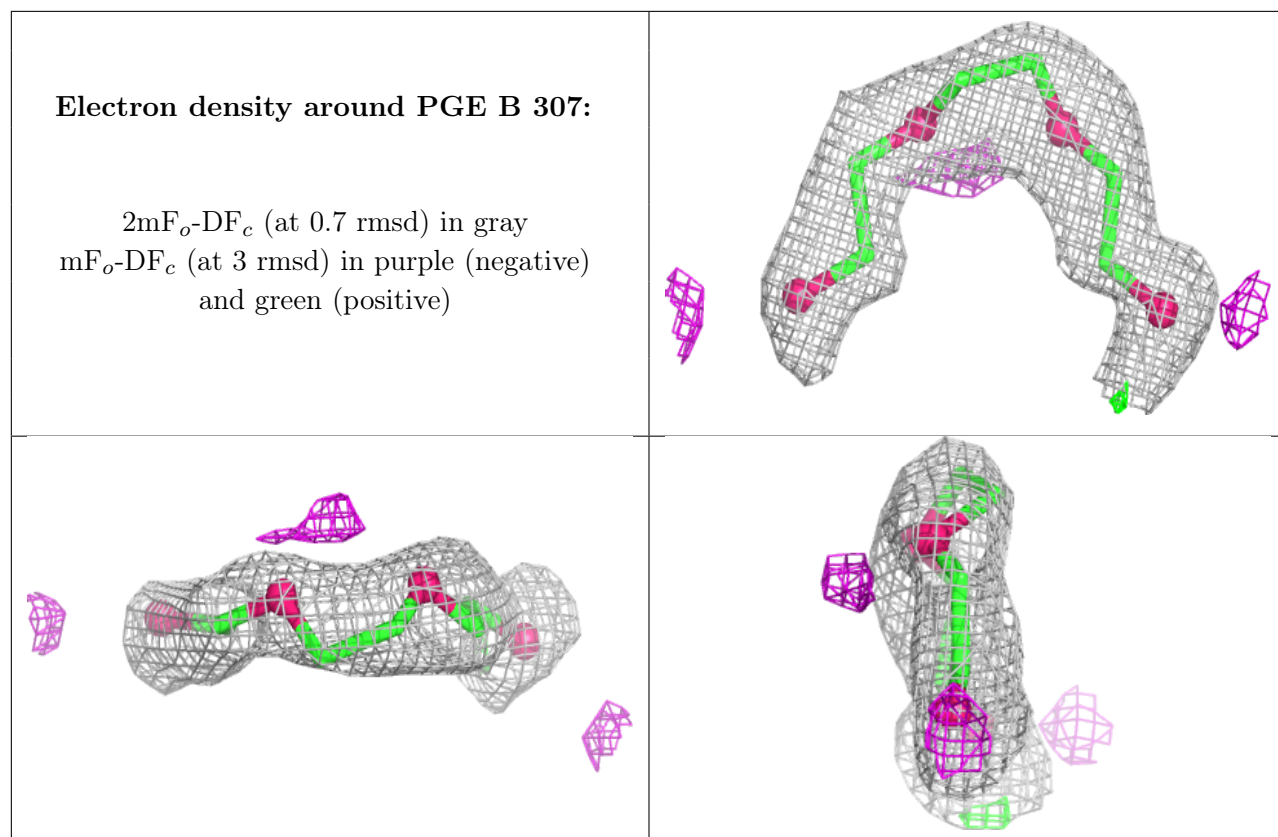 Electron density around PGE B 307:
2mFo-DFc (at 0.7 rmsd) in gray
mFo-DFc (at 3 rmsd) in purple (negative)
and green (positive)